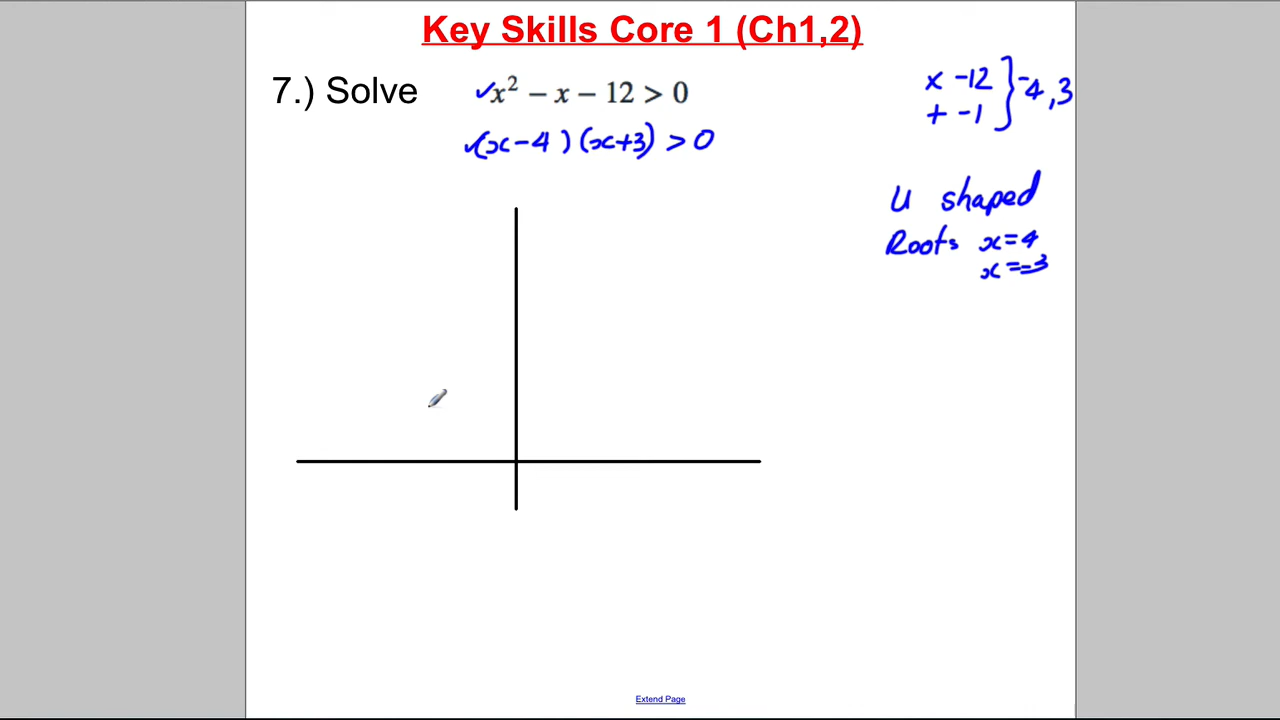 Key Skills Core 1 (Ch1,2)
7.) Solve x² − x − 12 > 0
(x-4)(x+3) > 0
x -12 } -4,3
+ -1
U shaped
Roots x=4
x=-3
Extend Page